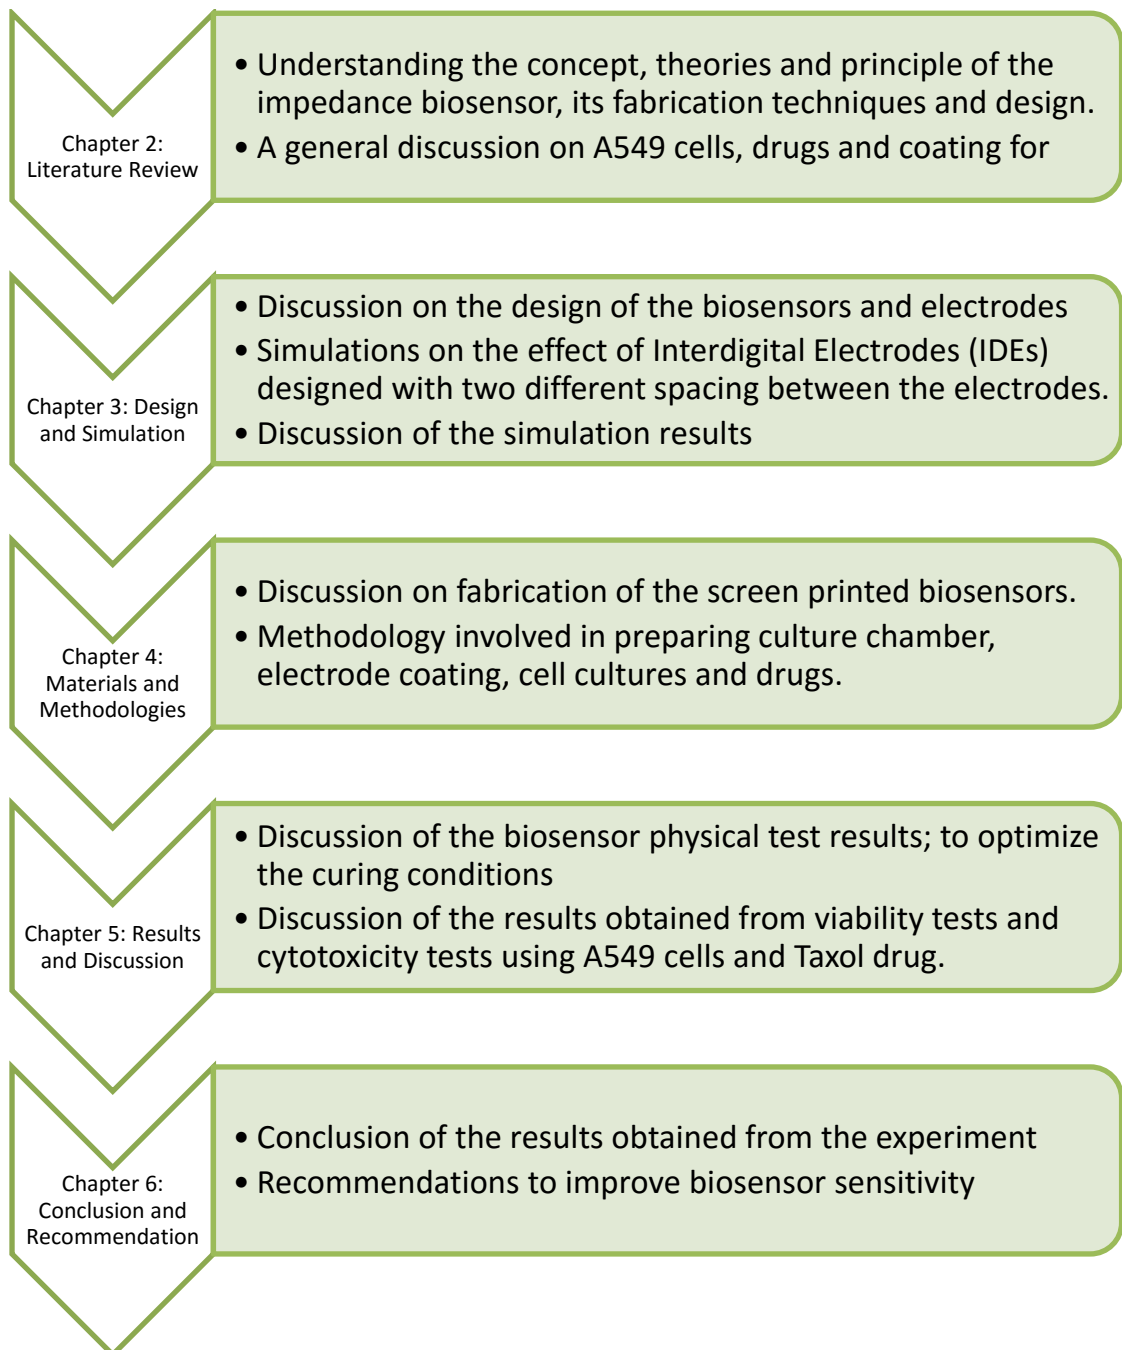 Chapter 2:
Literature Review
• Understanding the concept, theories and principle of the
impedance biosensor, its fabrication techniques and design.
• A general discussion on A549 cells, drugs and coating for
Chapter 3: Design
and Simulation
• Discussion on the design of the biosensors and electrodes
• Simulations on the effect of Interdigital Electrodes (IDEs)
designed with two different spacing between the electrodes.
• Discussion of the simulation results
Chapter 4:
Materials and
Methodologies
• Discussion on fabrication of the screen printed biosensors.
• Methodology involved in preparing culture chamber,
electrode coating, cell cultures and drugs.
Chapter 5: Results
and Discussion
• Discussion of the biosensor physical test results; to optimize
the curing conditions
• Discussion of the results obtained from viability tests and
cytotoxicity tests using A549 cells and Taxol drug.
Chapter 6:
Conclusion and
Recommendation
• Conclusion of the results obtained from the experiment
• Recommendations to improve biosensor sensitivity